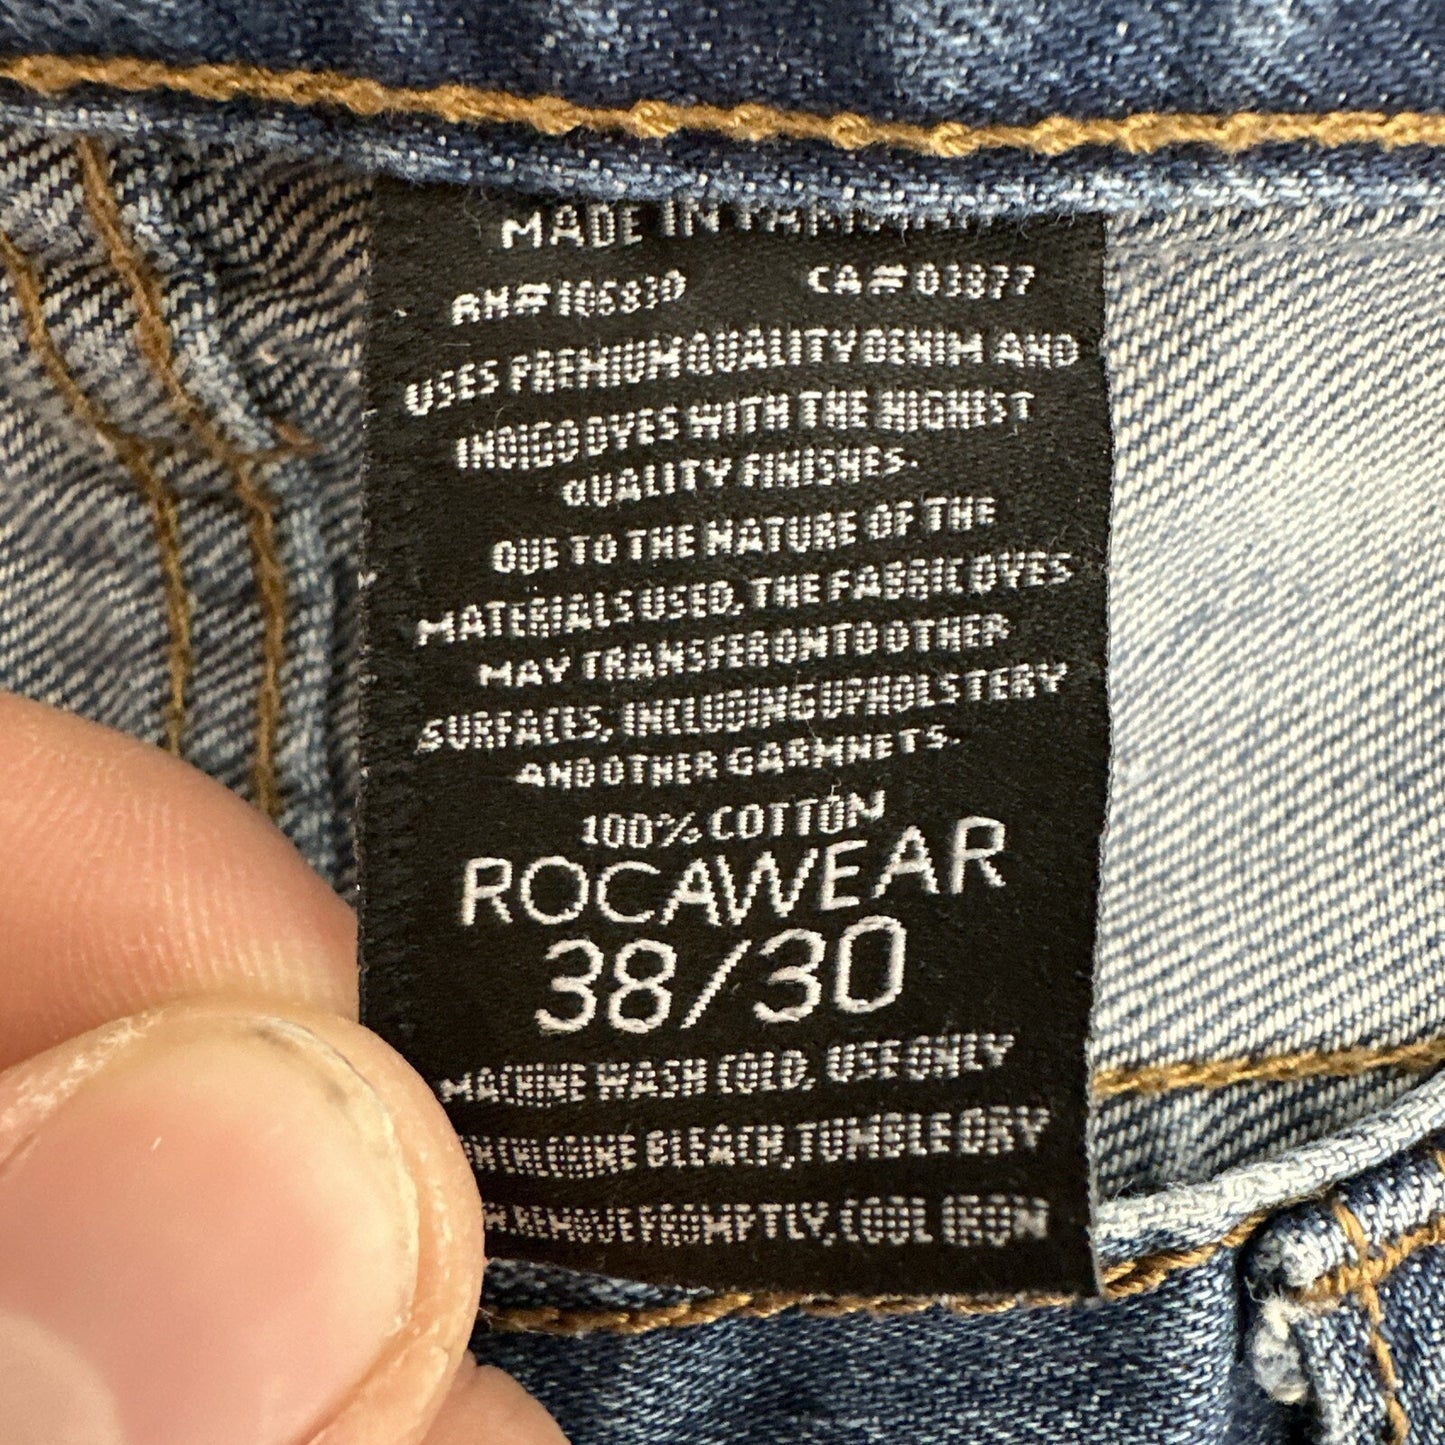 MADE IN
RN# 106830 CA# 03877
USES PREMIUM QUALITY DENIM AND
INDIGO DYES WITH THE HIGHEST
QUALITY FINISHES.
DUE TO THE NATURE OF THE
MATERIALS USED, THE FABRIC DYES
MAY TRANSFER ONTO OTHER
SURFACES, INCLUDING UPHOLSTERY
AND OTHER GARMNETS.
100% COTTON
ROCAWEAR
38/30
MACHINE WASH COLD, USE ONLY
BLEACH, TUMBLE DRY
REMOVE PROMPTLY, COOL IRON